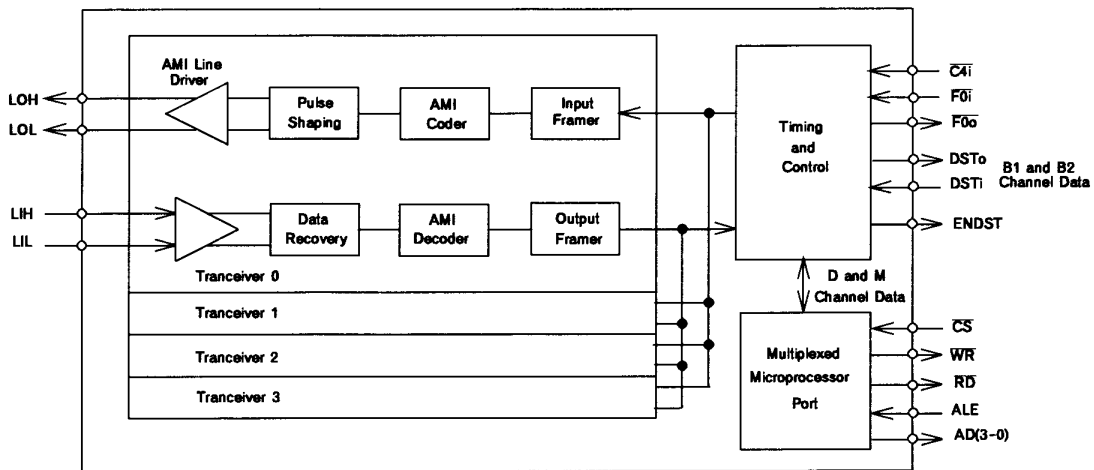 AMI Line
Driver
LOH
LOL
Pulse
Shaping
AMI
Coder
Input
Framer
LIH
LIL
Data
Recovery
AMI
Decoder
Output
Framer
Tranceiver 0
Tranceiver 1
Tranceiver 2
Tranceiver 3
Timing
and
Control
C4i
F0i
F0o
DSTo
DSTi
B1 and B2
Channel Data
ENDST
D and M
Channel Data
Multiplexed
Microprocessor
Port
CS
WR
RD
ALE
AD(3-0)